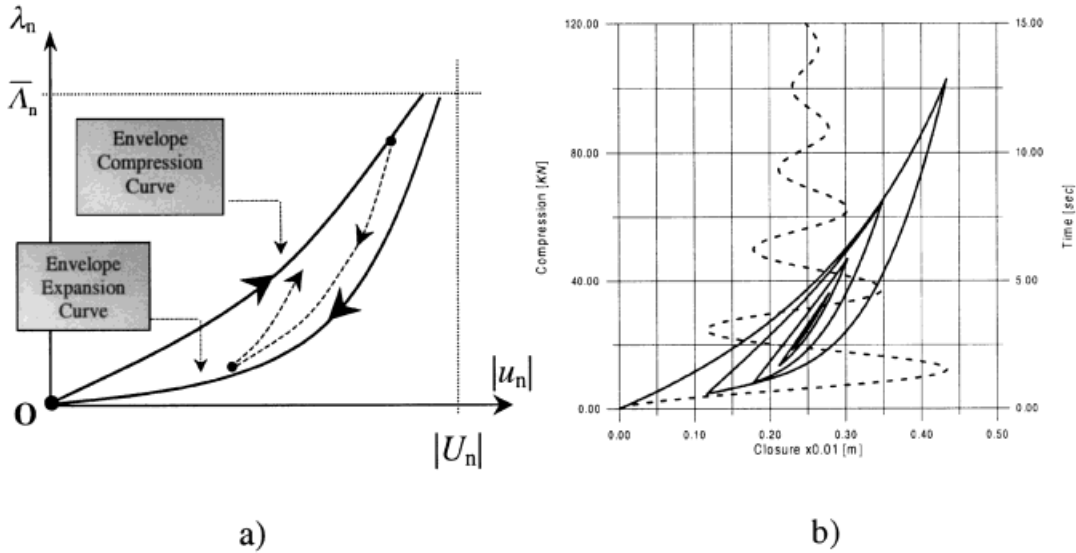 λn
Λ̅n
Envelope
Compression
Curve
Envelope
Expansion
Curve
O
|un|
|Un|
a)
120.00
80.00
40.00
0.00
Compression [KN]
0.00
0.10
0.20
0.30
0.40
0.50
Closure x0.01 [m]
15.00
10.00
5.00
0.00
Time [sec]
b)